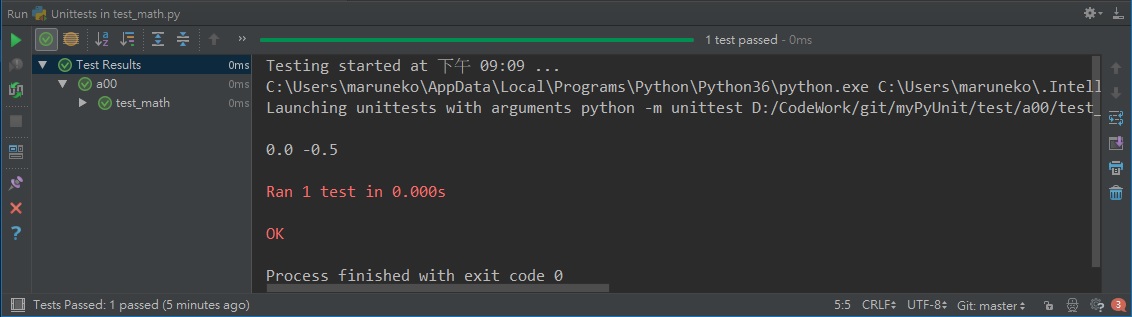 Run Unittests in test_math.py
1 test passed - 0ms
Test Results 0ms
a00 0ms
test_math 0ms
Testing started at 下午 09:09 ...
C:\Users\maruneko\AppData\Local\Programs\Python\Python36\python.exe C:\Users\maruneko\.Intell
Launching unittests with arguments python -m unittest D:/CodeWork/git/myPyUnit/test/a00/test_
0.0 -0.5
Ran 1 test in 0.000s
OK
Process finished with exit code 0
Tests Passed: 1 passed (5 minutes ago) 5:5 CRLF UTF-8 Git: master 3